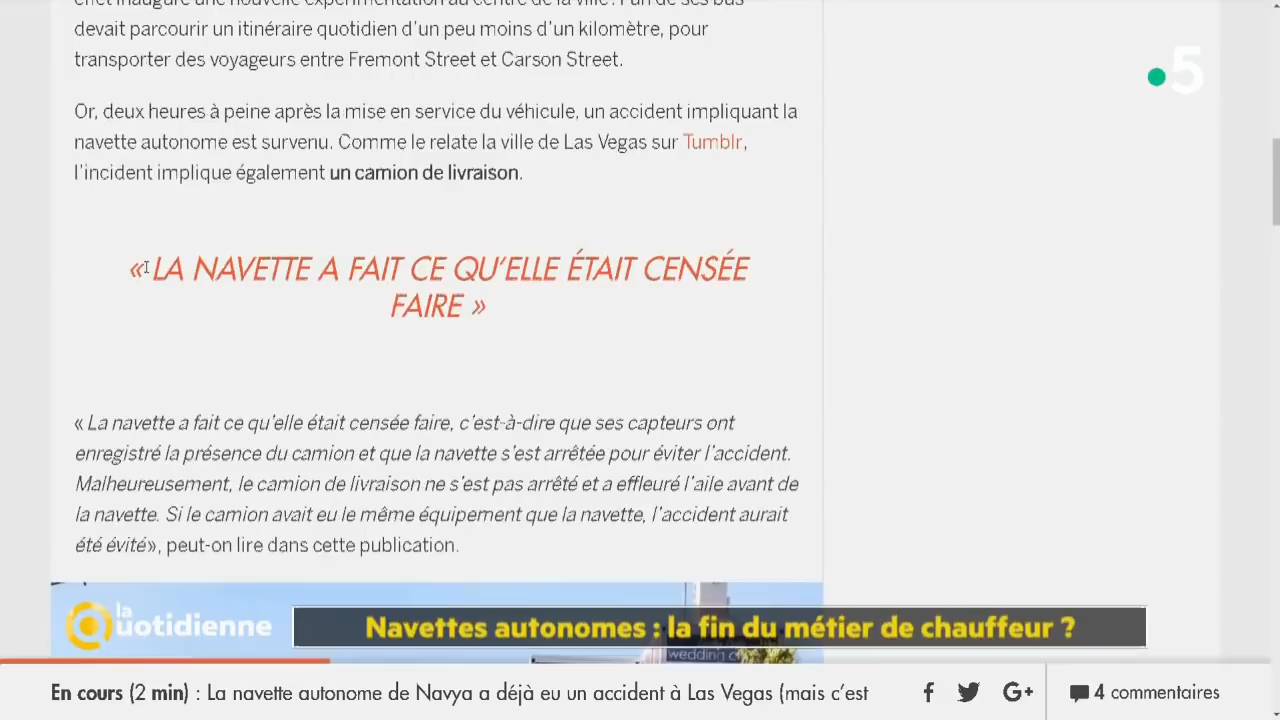 devait parcourir un itinéraire quotidien d'un peu moins d'un kilomètre, pour
transporter des voyageurs entre Fremont Street et Carson Street.
5
Or, deux heures à peine après la mise en service du véhicule, un accident impliquant la
navette autonome est survenu. Comme le relate la ville de Las Vegas sur Tumblr,
l'incident implique également un camion de livraison.
« LA NAVETTE A FAIT CE QU'ELLE ÉTAIT CENSÉE
FAIRE »
« La navette a fait ce qu'elle était censée faire, c'est-à-dire que ses capteurs ont
enregistré la présence du camion et que la navette s'est arrêtée pour éviter l'accident.
Malheureusement, le camion de livraison ne s'est pas arrêté et a effleuré l'aile avant de
la navette. Si le camion avait eu le même équipement que la navette, l'accident aurait
été évité», peut-on lire dans cette publication.
la
Quotidienne
Navettes autonomes : la fin du métier de chauffeur ?
wedding
En cours (2 min) : La navette autonome de Navya a déjà eu un accident à Las Vegas (mais c'est
G+
4 commentaires